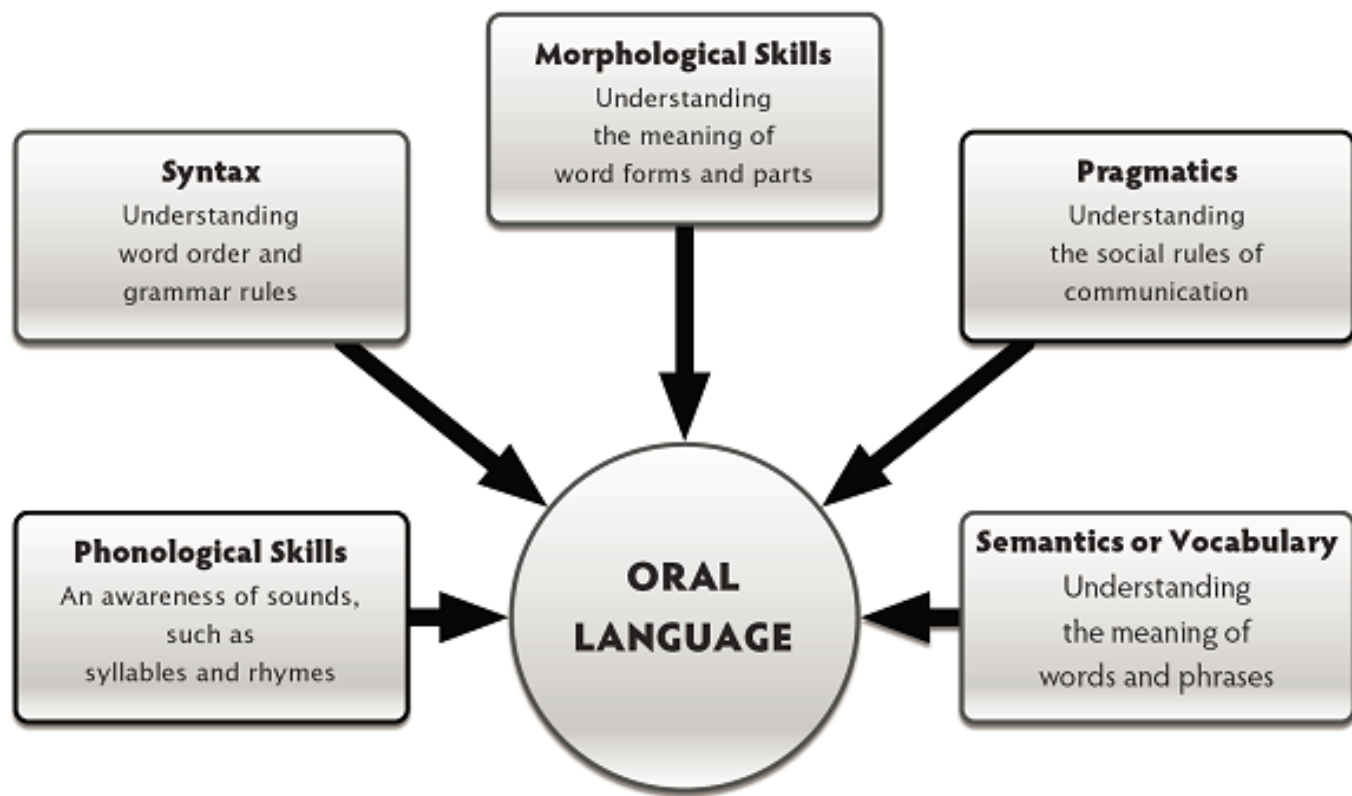 Morphological Skills
Understanding
the meaning of
word forms and parts
Syntax
Understanding
word order and
grammar rules
Pragmatics
Understanding
the social rules of
communication
Phonological Skills
An awareness of sounds,
such as
syllables and rhymes
ORAL
LANGUAGE
Semantics or Vocabulary
Understanding
the meaning of
words and phrases